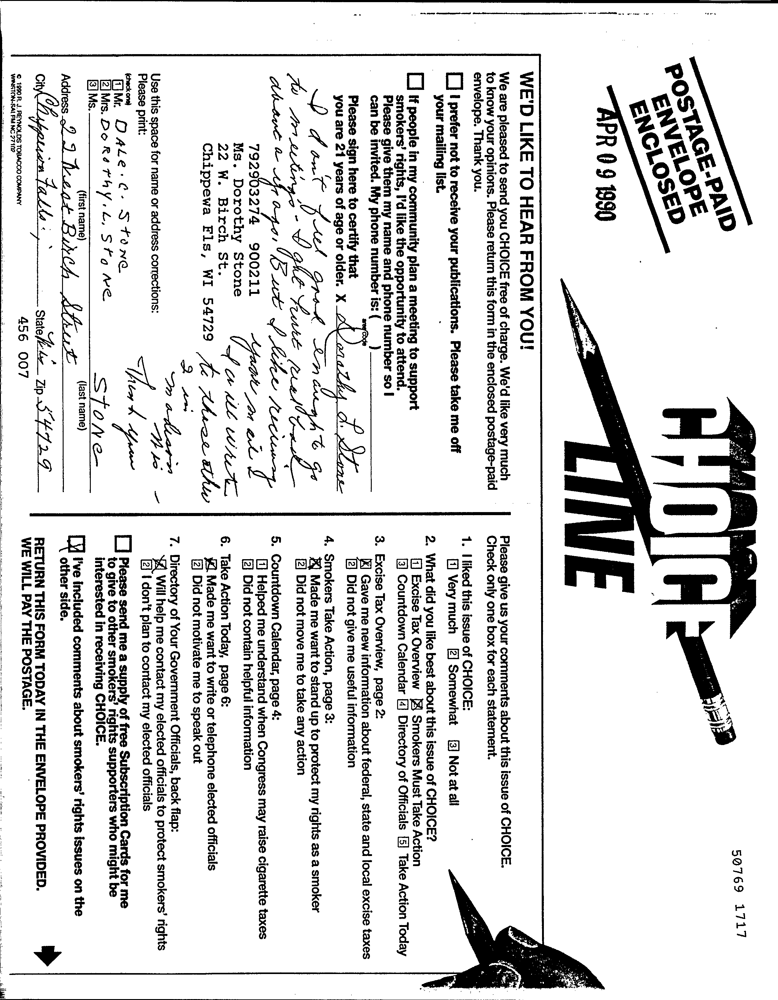 POSTAGE-PAID
ENVELOPE
ENCLOSED
APR 09 1990
CHOICE
LINE
50769 1717
WE'D LIKE TO HEAR FROM YOU!
We are pleased to send you CHOICE free of charge. We'd like very much
to know your opinions. Please return this form in the enclosed postage-paid
envelope. Thank you.
I prefer not to receive your publications. Please take me off
your mailing list.
If people in my community plan a meeting to support
smokers' rights, I'd like the opportunity to attend.
Please give them my name and phone number so I
can be invited. My phone number is: ( )
area code
Please sign here to certify that
you are 21 years of age or older. X Dorothy L. Stone
I don't feel good enough to go
to meetings - I got hurt real bad
about a yr ago, But I like recieving
your mail I
792903274 900211
Ms. Dorothy Stone
22 W. Birch St.
Chippewa Fls, WI 54729
I will write
to these other
2 in
madison
Wis -
Thank you
Use this space for name or address corrections:
Please print:
(check one)
1 Mr. DALE. C. STONE
2 Mrs. DOROTHY. L. STONE
3 Ms. STONE
(first name) (last name)
Address 22 West Birch Street
City Chippewa Falls, State Wis Zip 54729
© 1990 R.J. REYNOLDS TOBACCO COMPANY
WINSTON-SALEM NC 27102
456 007
Please give us your comments about this issue of CHOICE.
Check only one box for each statement.
1. I liked this issue of CHOICE:
1 Very much 2 Somewhat 3 Not at all
2. What did you like best about this issue of CHOICE?
1 Excise Tax Overview X Smokers Must Take Action
3 Countdown Calendar 4 Directory of Officials 5 Take Action Today
3. Excise Tax Overview, page 2:
X Gave me new information about federal, state and local excise taxes
2 Did not give me useful information
4. Smokers Take Action, page 3:
X Made me want to stand up to protect my rights as a smoker
2 Did not move me to take any action
5. Countdown Calendar, page 4:
1 Helped me understand when Congress may raise cigarette taxes
2 Did not contain helpful information
6. Take Action Today, page 6:
X Made me want to write or telephone elected officials
2 Did not motivate me to speak out
7. Directory of Your Government Officials, back flap:
X Will help me contact my elected officials to protect smokers' rights
2 I don't plan to contact my elected officials
Please send me a supply of free Subscription Cards for me
to give to other smokers' rights supporters who might be
interested in receiving CHOICE.
I've included comments about smokers' rights issues on the
other side.
RETURN THIS FORM TODAY IN THE ENVELOPE PROVIDED.
WE WILL PAY THE POSTAGE.